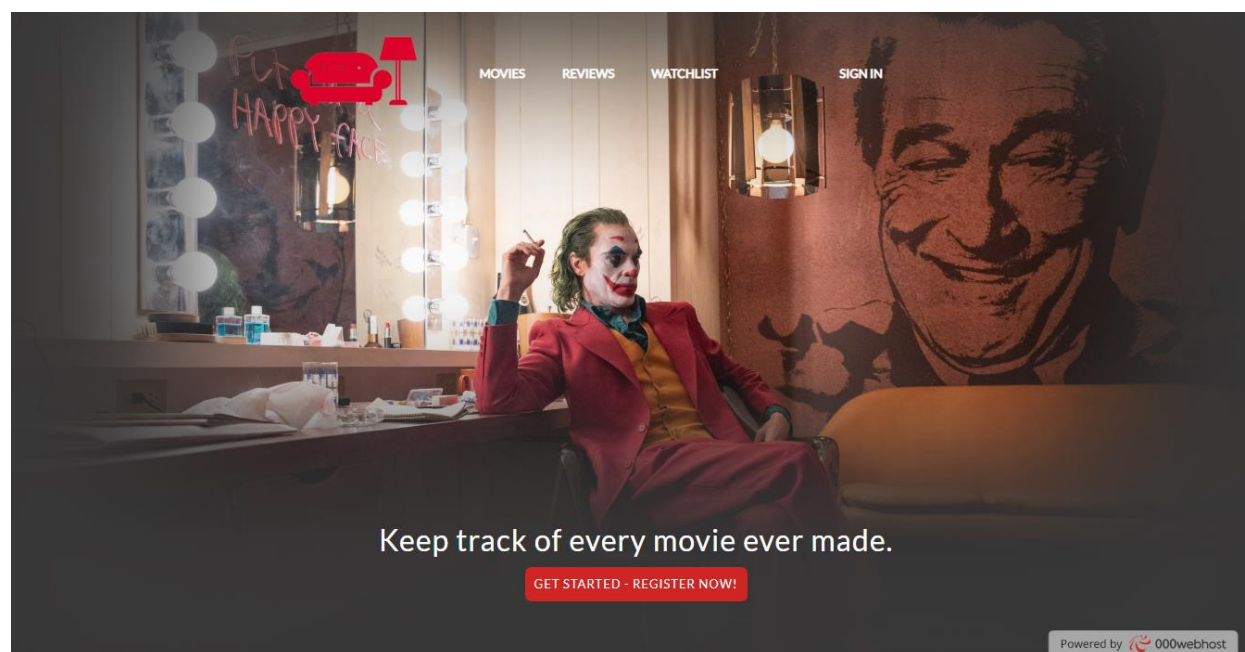 PUT ON A
HAPPY FACE
MOVIES REVIEWS WATCHLIST SIGN IN
Keep track of every movie ever made.
GET STARTED - REGISTER NOW!
Powered by 000webhost